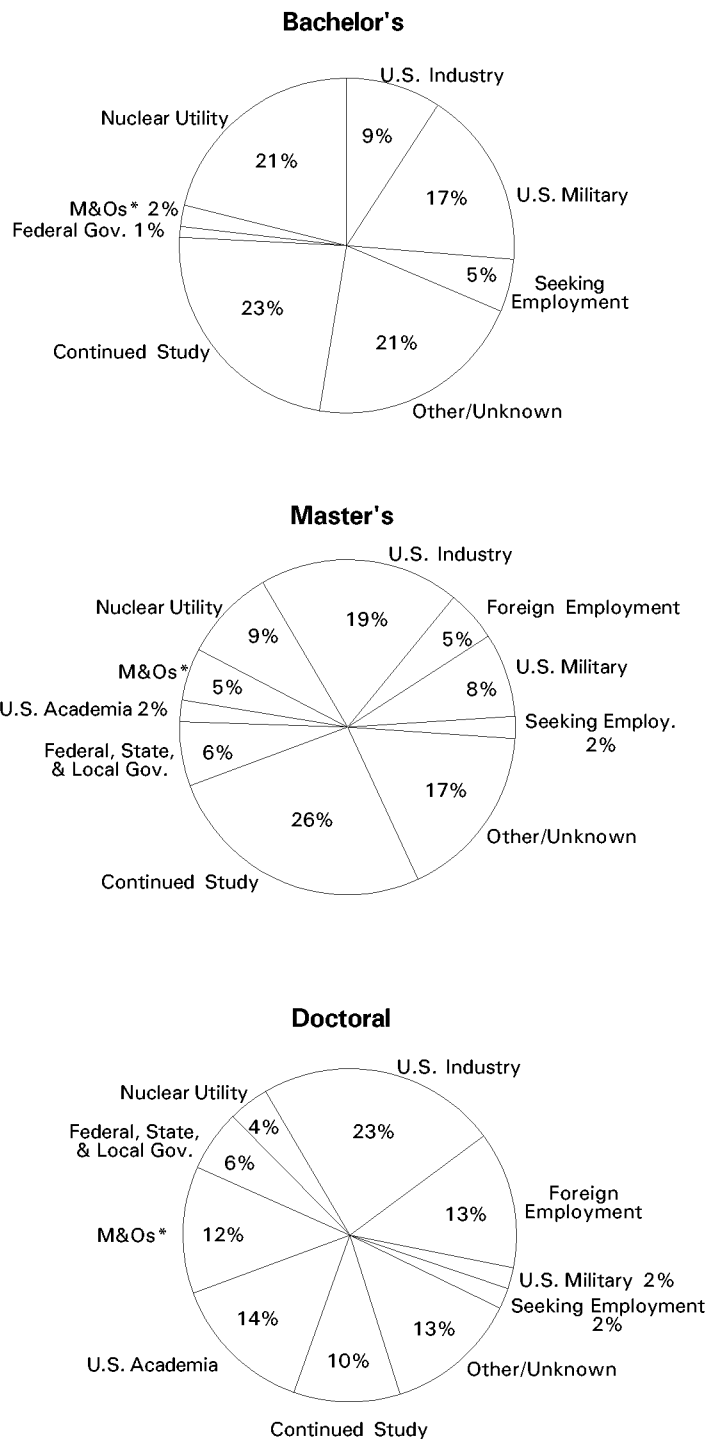 Bachelor's
U.S. Industry
Nuclear Utility
9%
21%
17%
U.S. Military
M&Os* 2%
Federal Gov. 1%
5%
Seeking
Employment
23%
21%
Continued Study
Other/Unknown
Master's
U.S. Industry
Nuclear Utility
Foreign Employment
19%
9%
5%
M&Os*
U.S. Military
5%
8%
U.S. Academia 2%
Seeking Employ.
2%
Federal, State,
& Local Gov.
6%
17%
26%
Other/Unknown
Continued Study
Doctoral
U.S. Industry
Nuclear Utility
4%
23%
Federal, State,
& Local Gov.
6%
Foreign
Employment
13%
M&Os*
12%
U.S. Military 2%
Seeking Employment
2%
14%
13%
10%
U.S. Academia
Other/Unknown
Continued Study